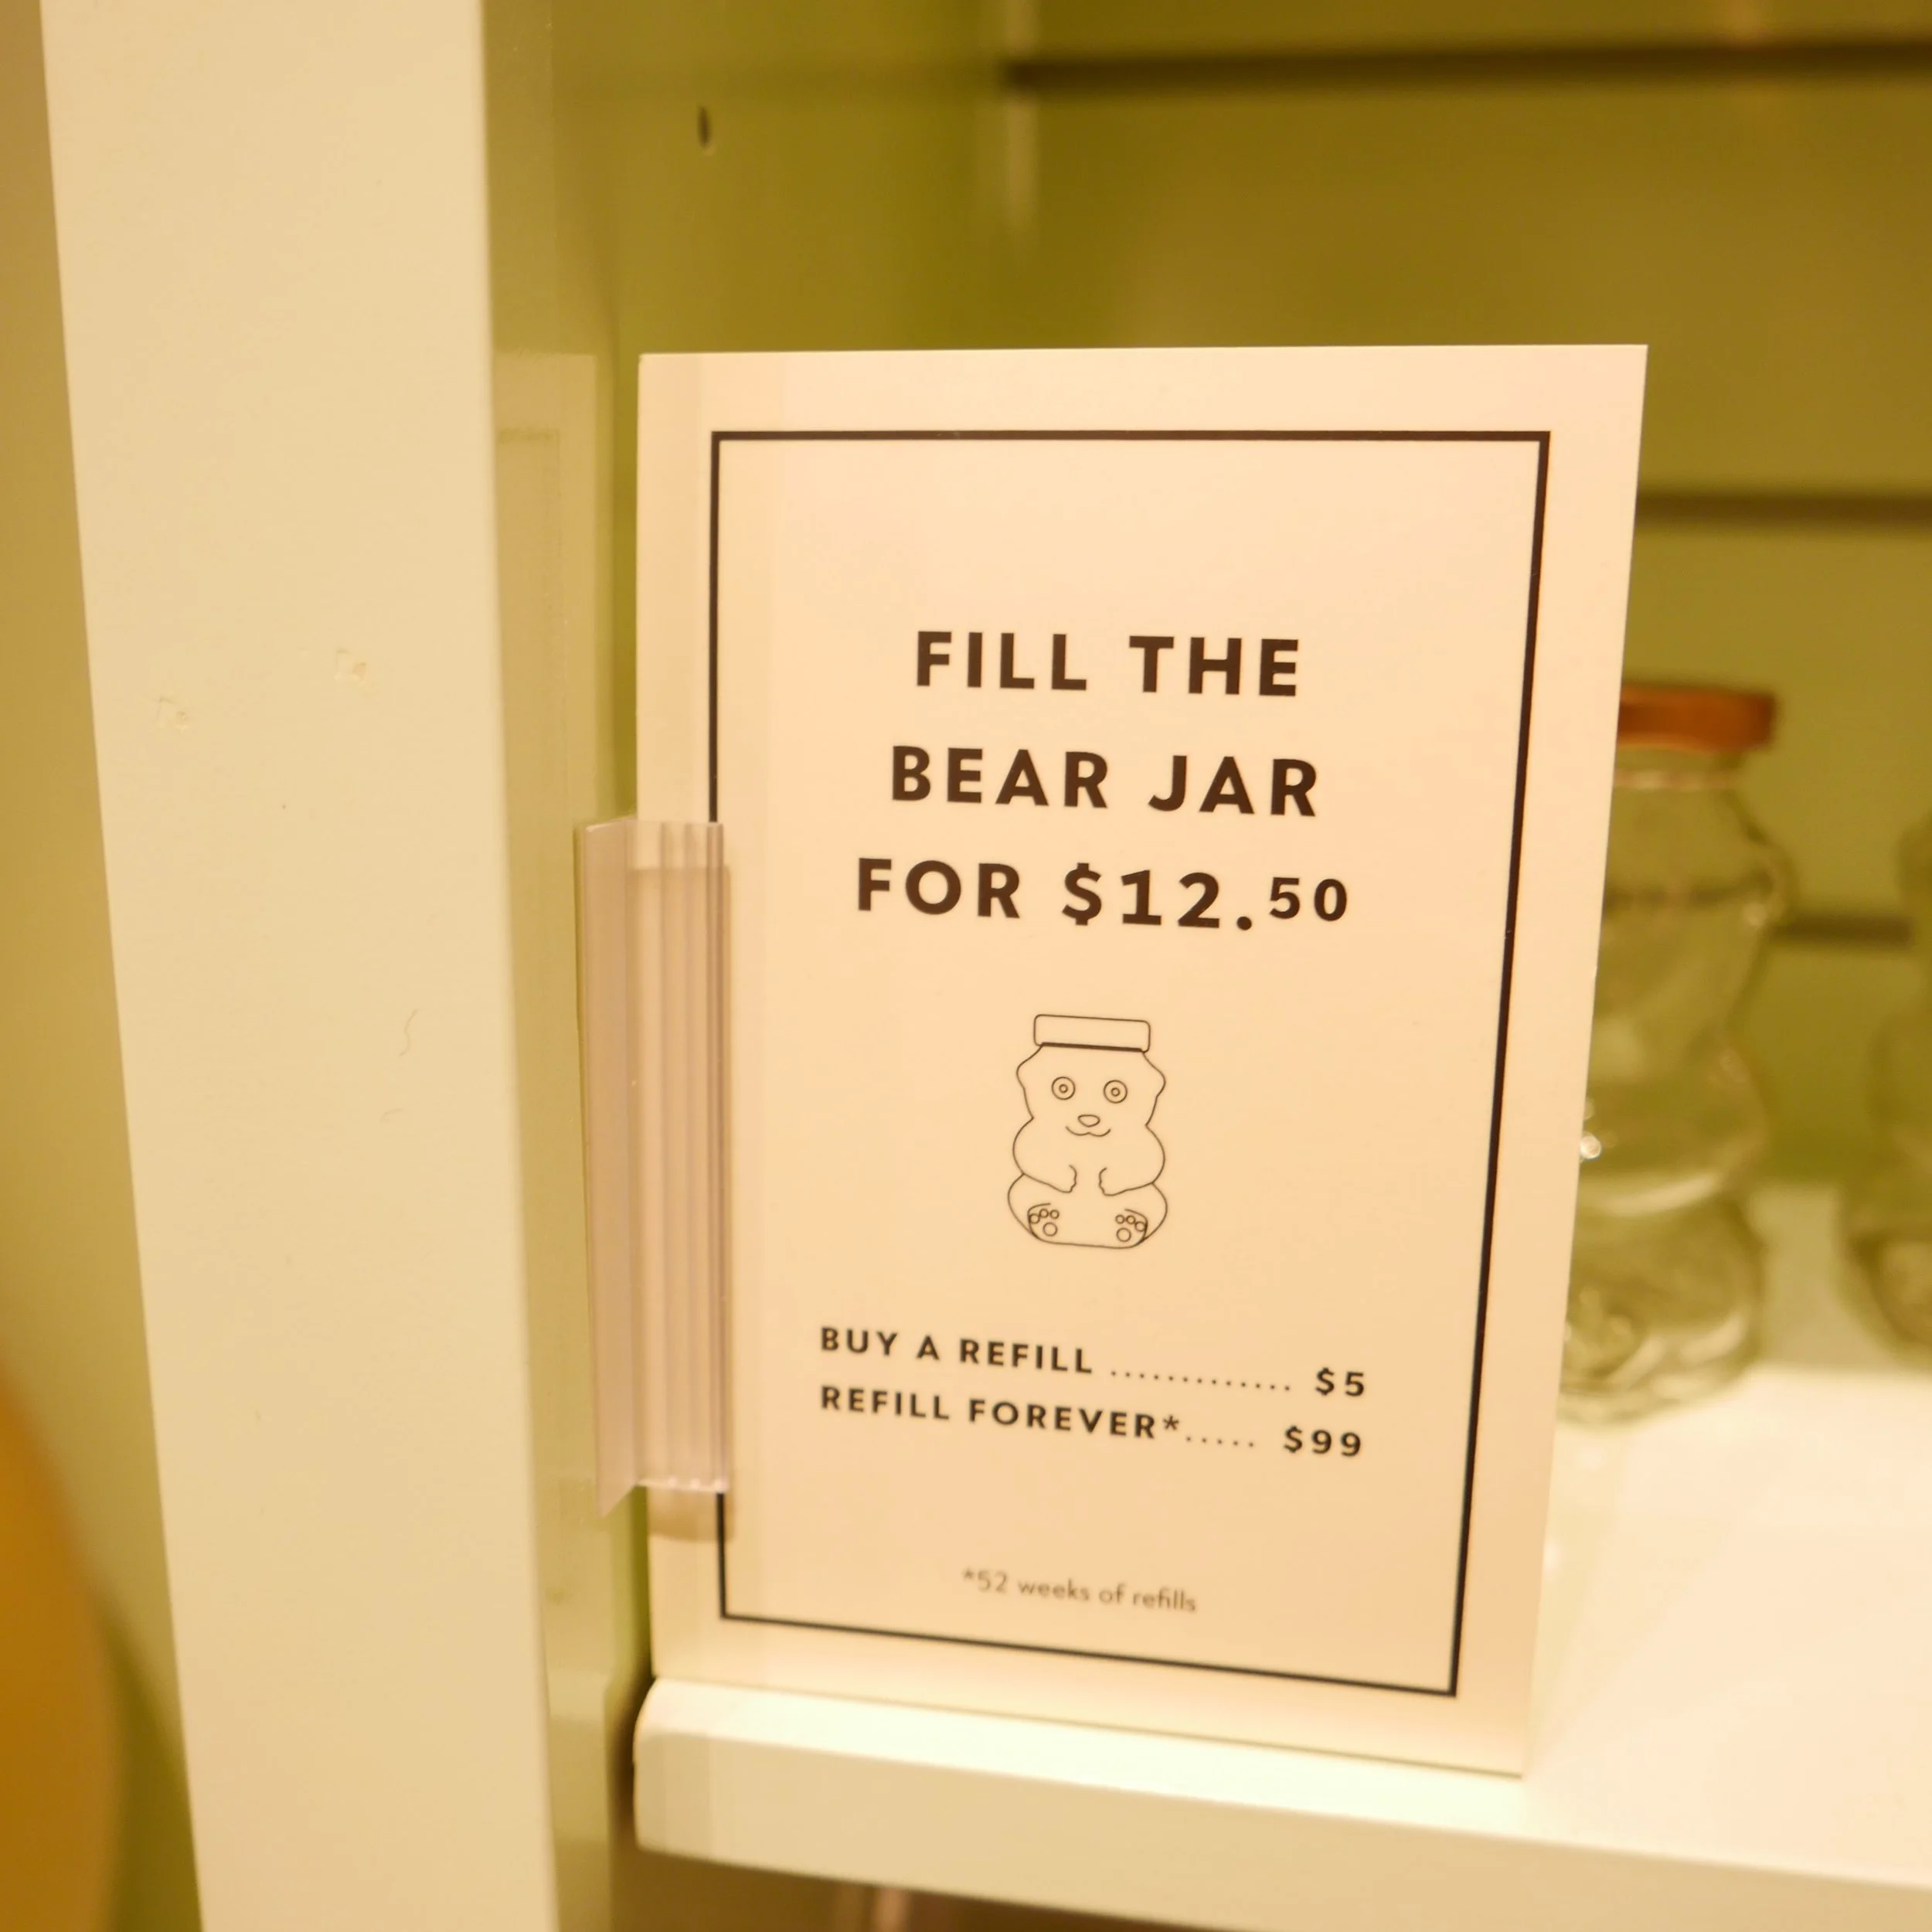 FILL THE
BEAR JAR
FOR $12.50
BUY A REFILL ............. $5
REFILL FOREVER*..... $99
*52 weeks of refills